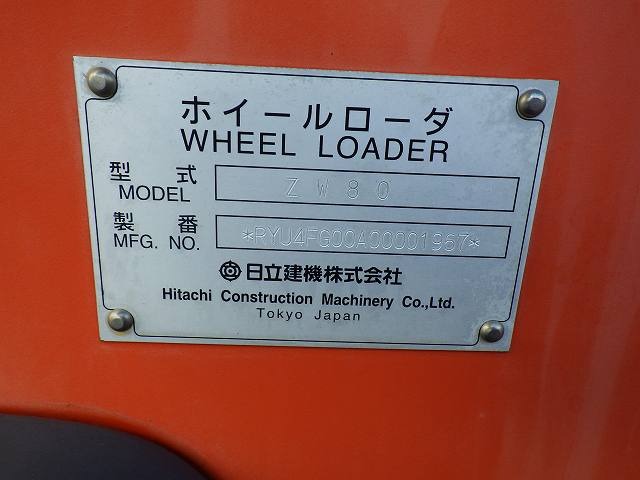 ホイールローダ
WHEEL LOADER
型式
MODEL
ZW80
製番
MFG. NO.
*RYU4FG00A00001967*
日立建機株式会社
Hitachi Construction Machinery Co.,Ltd.
Tokyo Japan